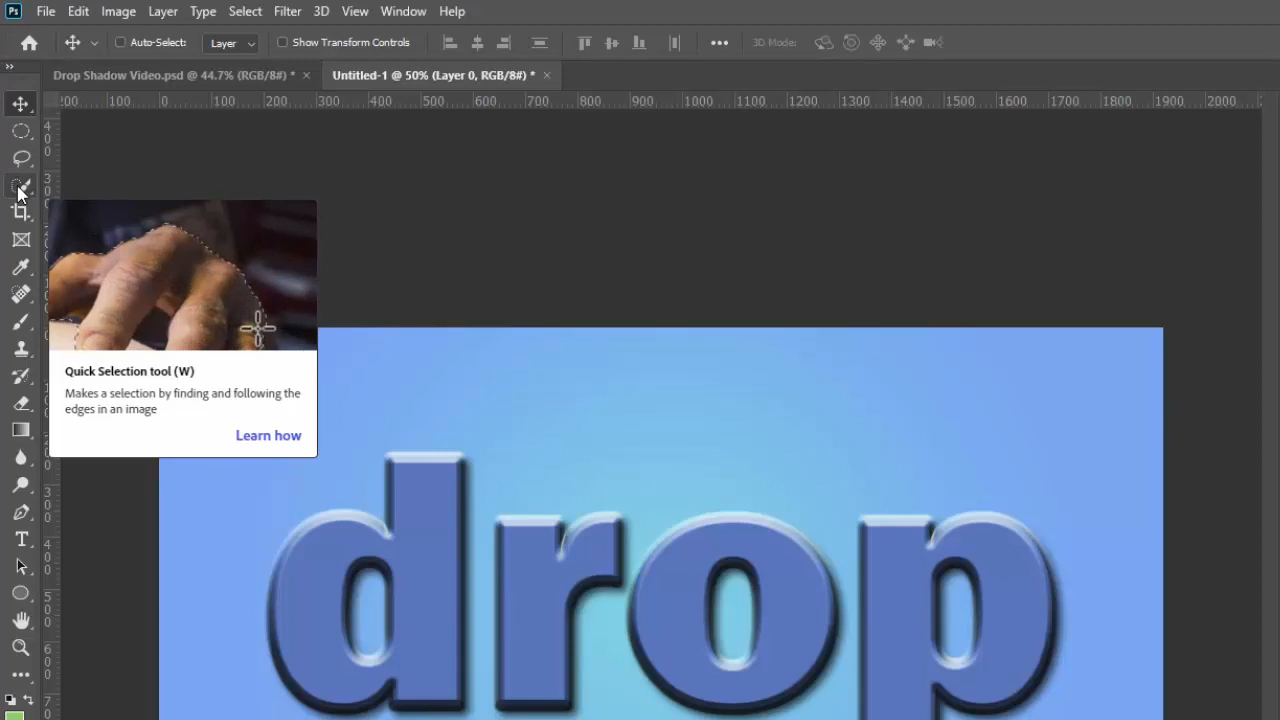 Ps File Edit Image Layer Type Select Filter 3D View Window Help
Auto-Select: Layer Show Transform Controls 3D Mode:
Drop Shadow Video.psd @ 44.7% (RGB/8#) * × Untitled-1 @ 50% (Layer 0, RGB/8#) * ×
200 100 0 100 200 300 400 500 600 700 800 900 1000 1100 1200 1300 1400 1500 1600 1700 1800 1900 2000
Quick Selection tool (W)
Makes a selection by finding and following the
edges in an image
Learn how
drop